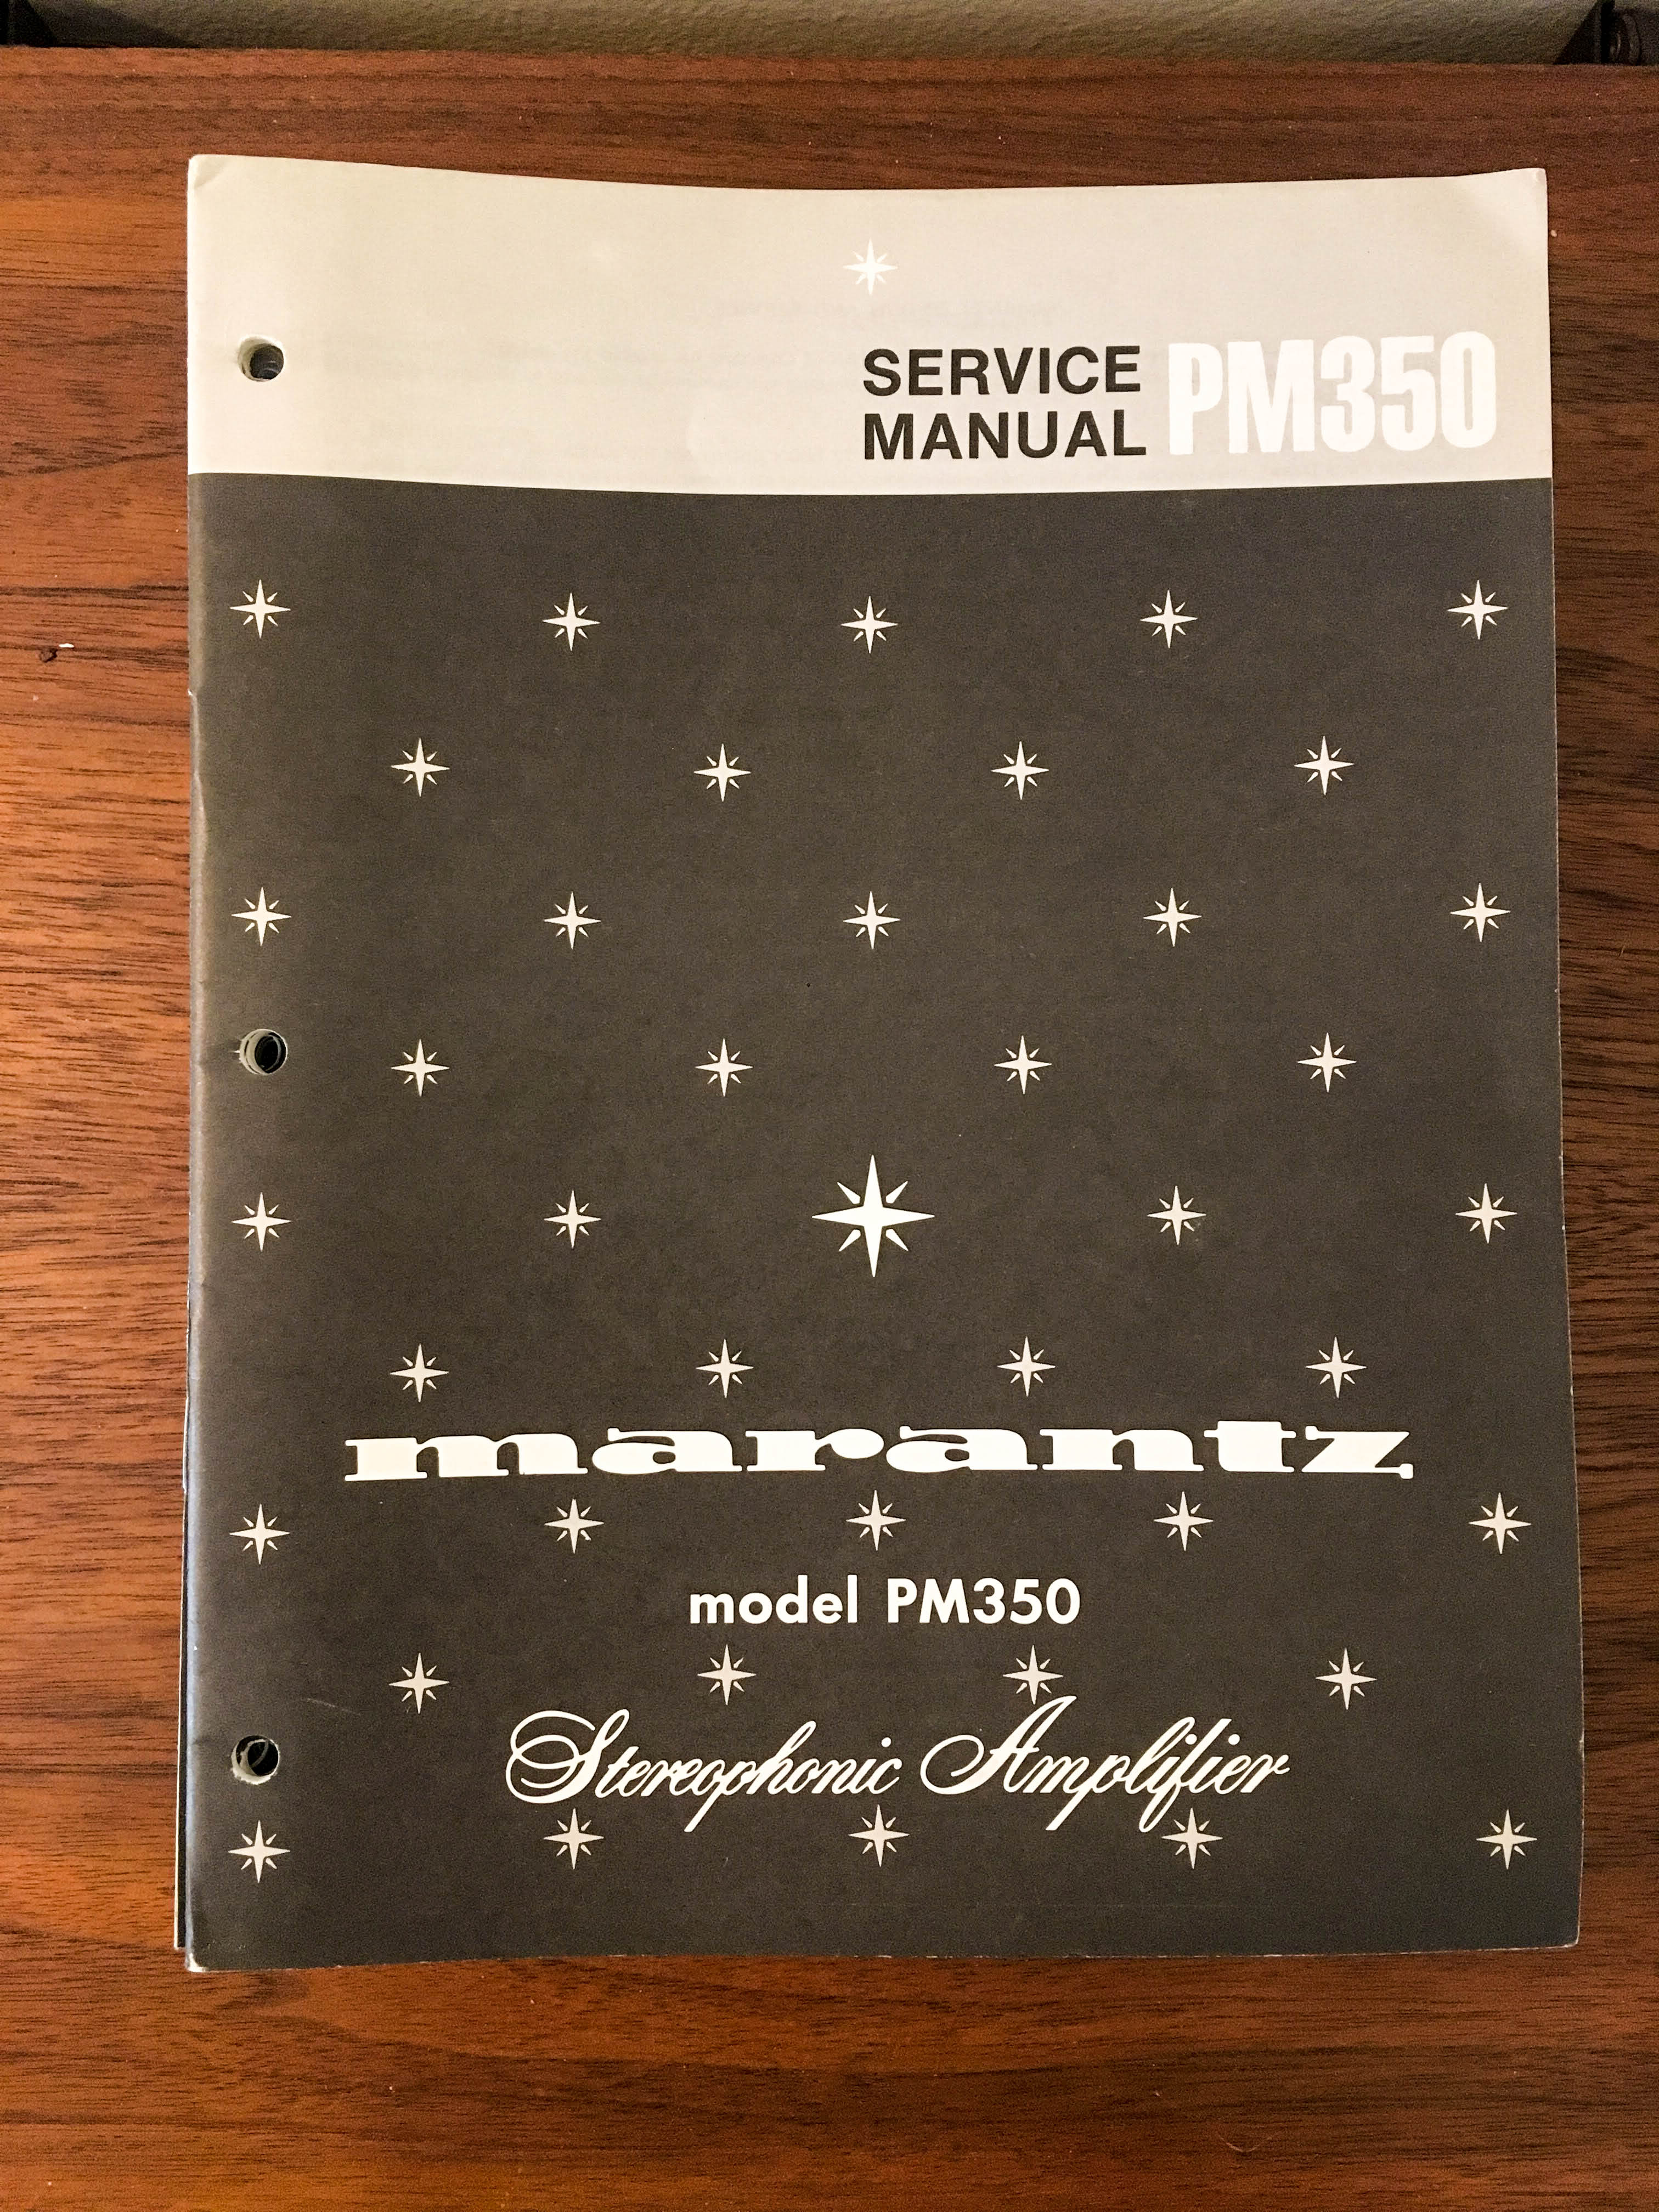 SERVICE
MANUAL PM350
marantz
model PM350
Stereophonic Amplifier